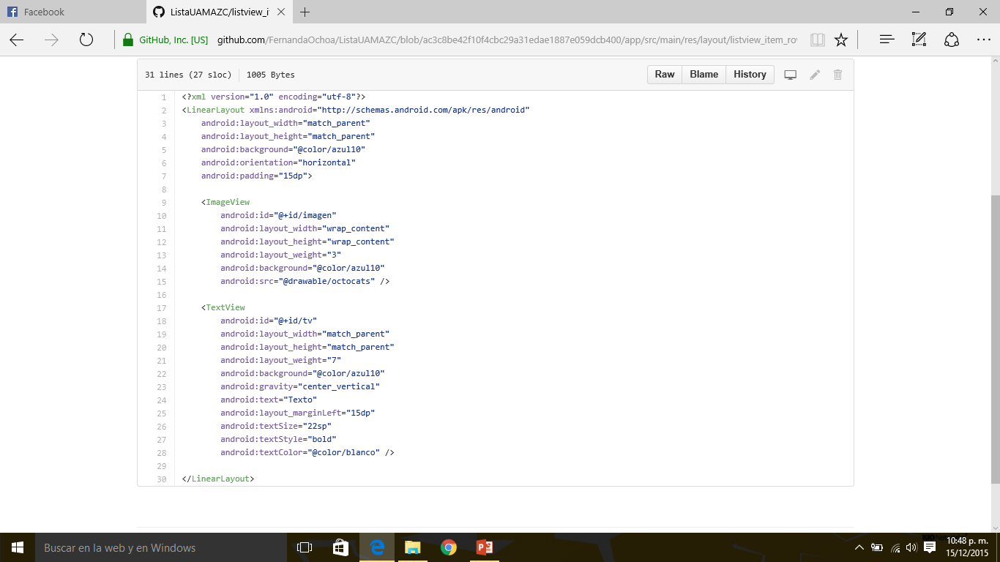 Facebook
ListaUAMAZC/listview_it
GitHub, Inc. [US] github.com/FernandaOchoa/ListaUAMAZC/blob/ac3c8be42f10f4cbc29a31edae1887e059dcb400/app/src/main/res/layout/listview_item_ro
31 lines (27 sloc) 1005 Bytes
Raw Blame History
1 <?xml version="1.0" encoding="utf-8"?>
2 <LinearLayout xmlns:android="http://schemas.android.com/apk/res/android"
3 android:layout_width="match_parent"
4 android:layout_height="match_parent"
5 android:background="@color/azul10"
6 android:orientation="horizontal"
7 android:padding="15dp">
8
9 <ImageView
10 android:id="@+id/imagen"
11 android:layout_width="wrap_content"
12 android:layout_height="wrap_content"
13 android:layout_weight="3"
14 android:background="@color/azul10"
15 android:src="@drawable/octocats" />
16
17 <TextView
18 android:id="@+id/tv"
19 android:layout_width="match_parent"
20 android:layout_height="match_parent"
21 android:layout_weight="7"
22 android:background="@color/azul10"
23 android:gravity="center_vertical"
24 android:text="Texto"
25 android:layout_marginLeft="15dp"
26 android:textSize="22sp"
27 android:textStyle="bold"
28 android:textColor="@color/blanco" />
29
30 </LinearLayout>
Buscar en la web y en Windows
10:48 p. m.
15/12/2015